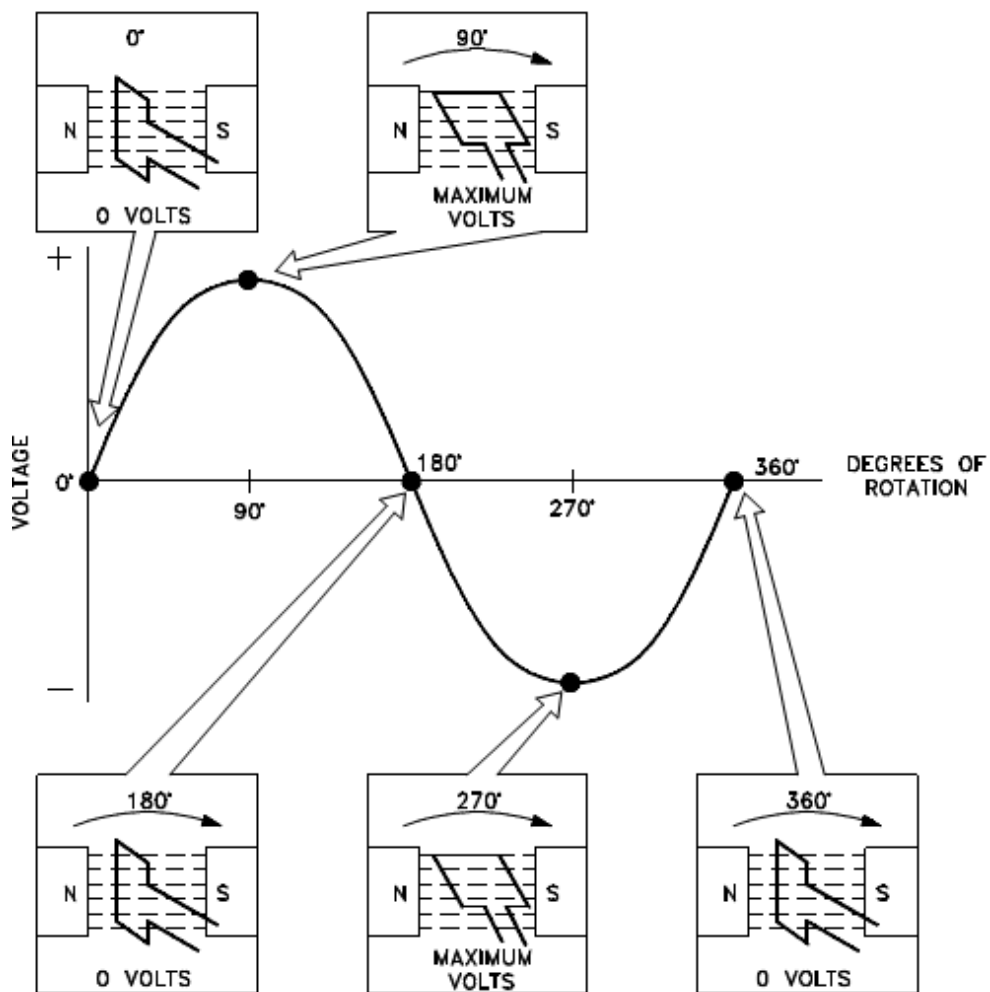 0°
N S
0 VOLTS
90°
N S
MAXIMUM
VOLTS
+
VOLTAGE
0°
90°
180°
270°
360°
DEGREES OF
ROTATION
—
180°
N S
0 VOLTS
270°
N S
MAXIMUM
VOLTS
360°
N S
0 VOLTS